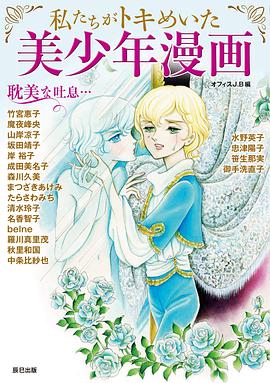 私たちがトキめいた
美少年漫画
耽美な吐息…
オフィスJ.B 編
竹宮惠子
魔夜峰央
山岸凉子
坂田靖子
岸 裕子
成田美名子
森川久美
まつざきあけみ
たらさわみち
清水玲子
名香智子
belne
羅川真里茂
秋里和国
中条比紗也
水野英子
忠津陽子
笹生那実
御手洗直子
辰巳出版